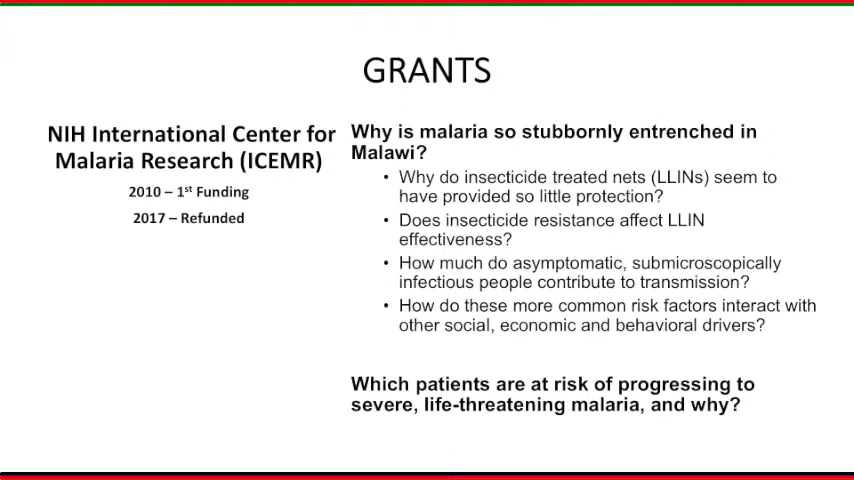 GRANTS
NIH International Center for
Malaria Research (ICEMR)
2010 – 1st Funding
2017 – Refunded
Why is malaria so stubbornly entrenched in
Malawi?
• Why do insecticide treated nets (LLINs) seem to
have provided so little protection?
• Does insecticide resistance affect LLIN
effectiveness?
• How much do asymptomatic, submicroscopically
infectious people contribute to transmission?
• How do these more common risk factors interact with
other social, economic and behavioral drivers?
Which patients are at risk of progressing to
severe, life-threatening malaria, and why?